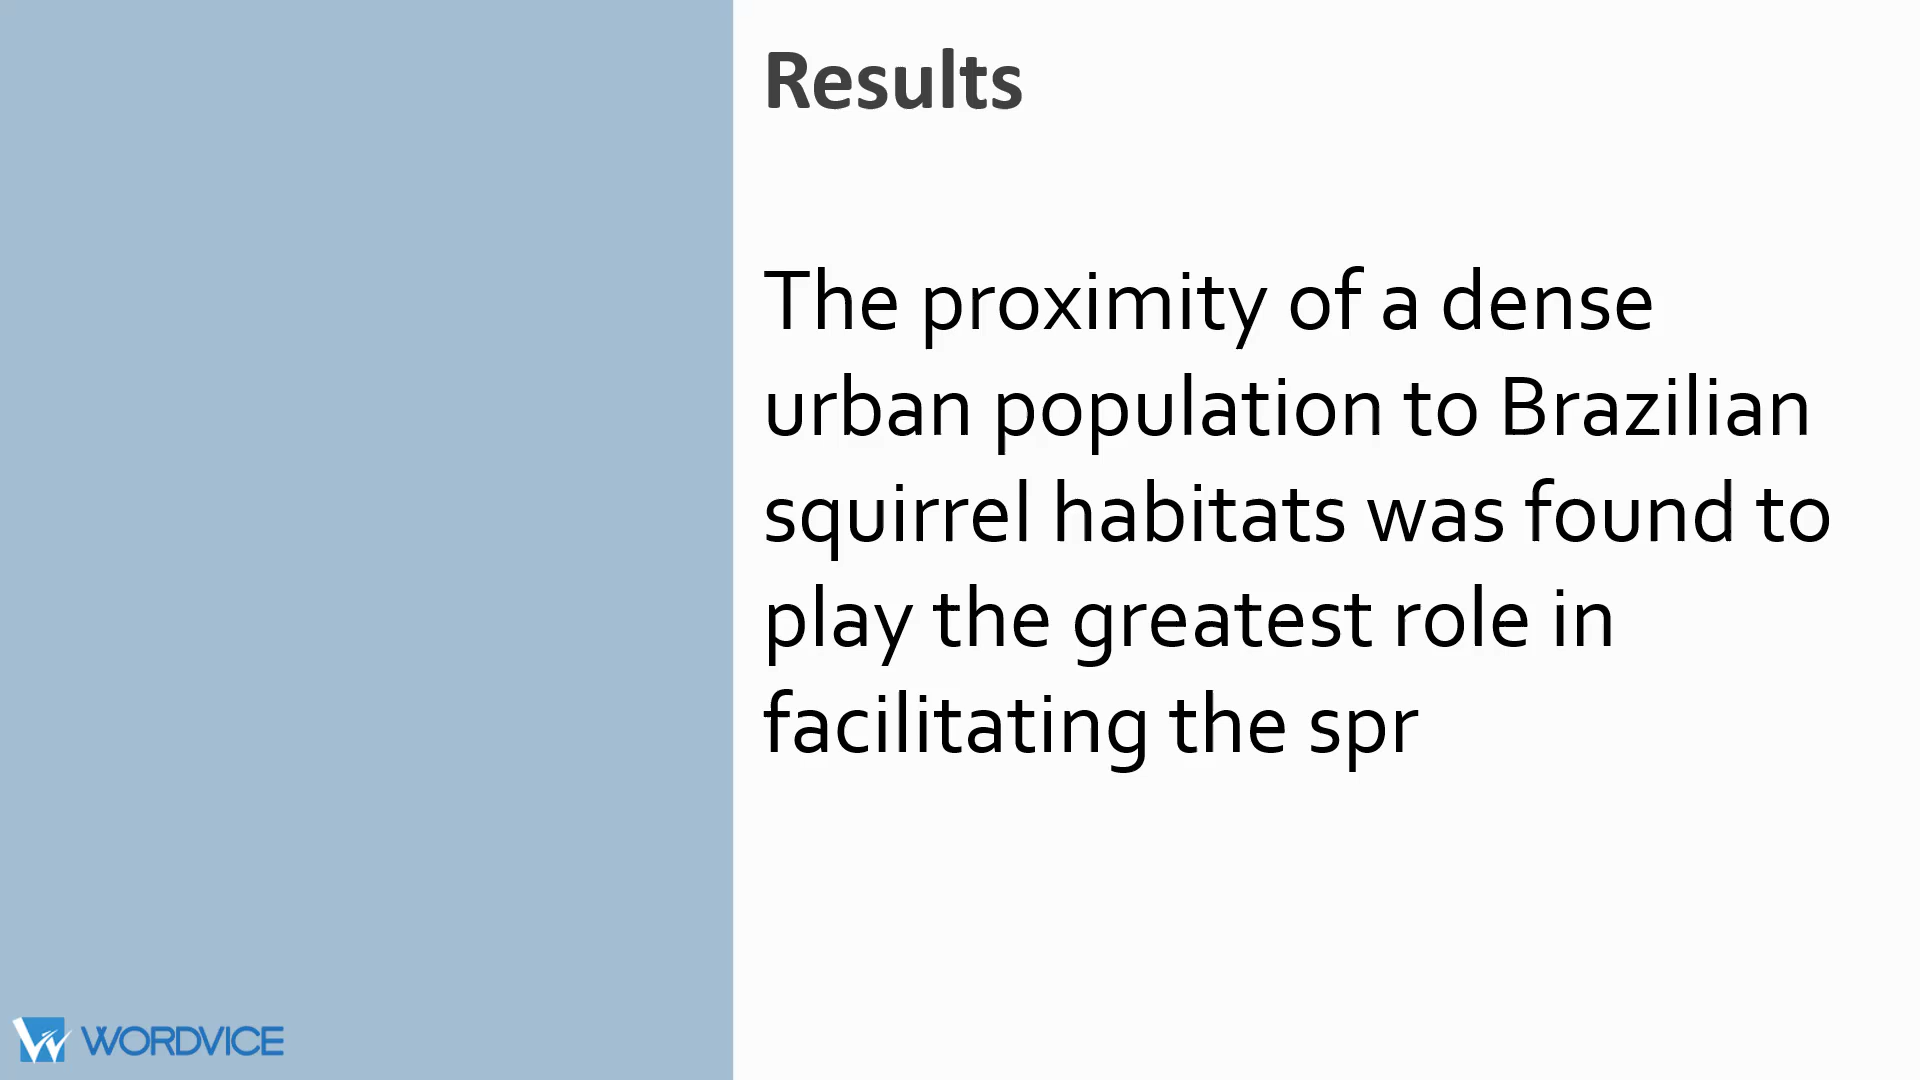 Results
The proximity of a dense
urban population to Brazilian
squirrel habitats was found to
play the greatest role in
facilitating the spr
WORDVICE